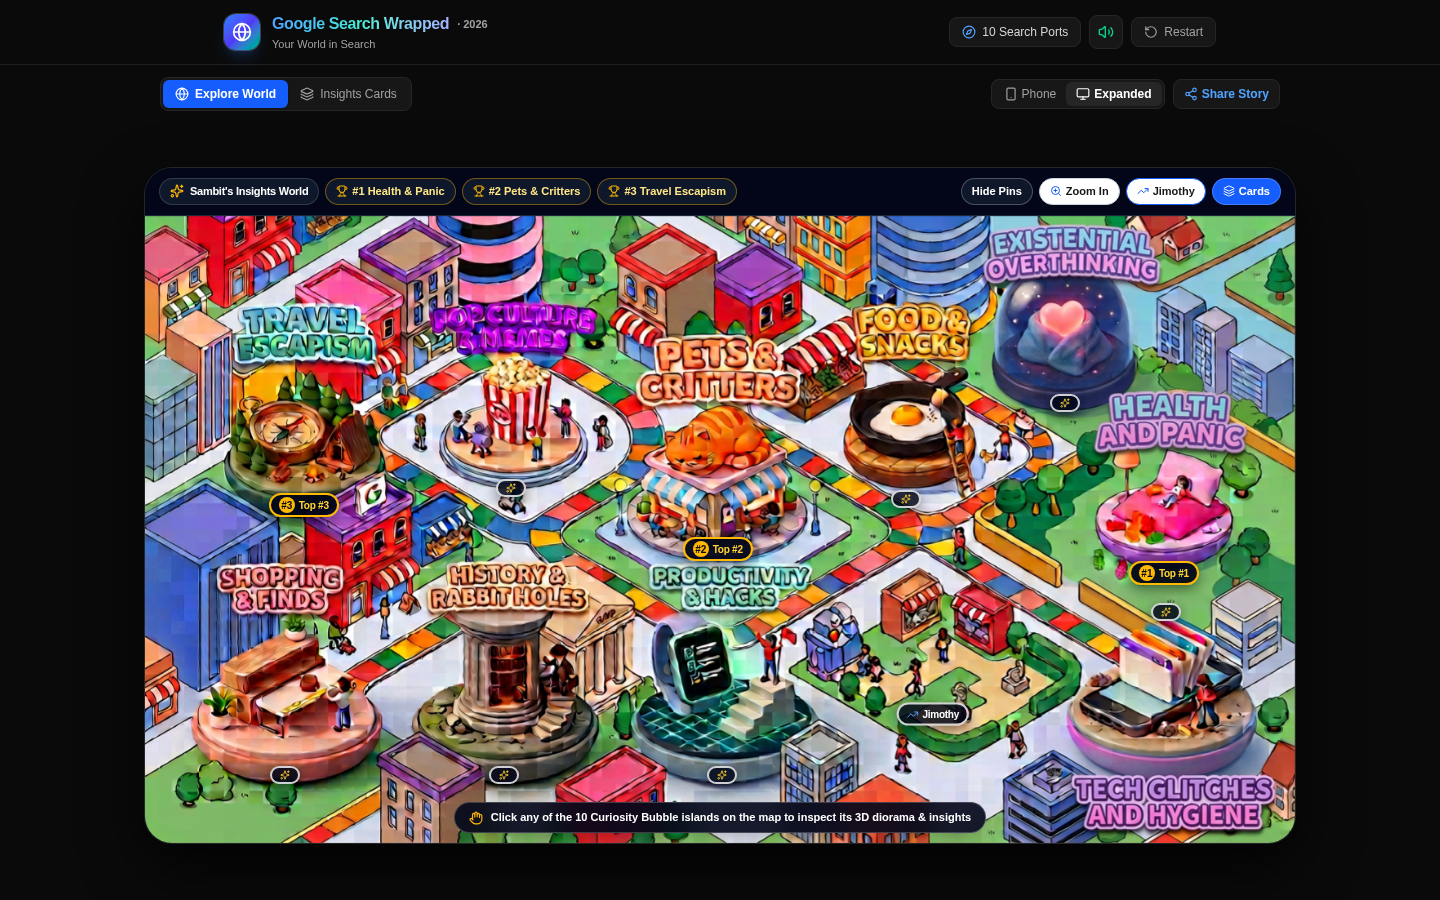 Google Search Wrapped · 2026
Your World in Search
10 Search Ports
Restart
Explore World
Insights Cards
Phone
Expanded
Share Story
Sambit's Insights World
#1 Health & Panic
#2 Pets & Critters
#3 Travel Escapism
Hide Pins
Zoom In
Jimothy
Cards
EXISTENTIAL
OVERTHINKING
TRAVEL
ESCAPISM
POP CULTURE
& MEMES
FOOD &
SNACKS
PETS &
CRITTERS
HEALTH
AND PANIC
#3 Top #3
G
#2 Top #2
#1 Top #1
SHOPPING
& FINDS
HISTORY &
RABBIT HOLES
PRODUCTIVITY
& HACKS
Jimothy
TECH GLITCHES
AND HYGIENE
Click any of the 10 Curiosity Bubble islands on the map to inspect its 3D diorama & insights